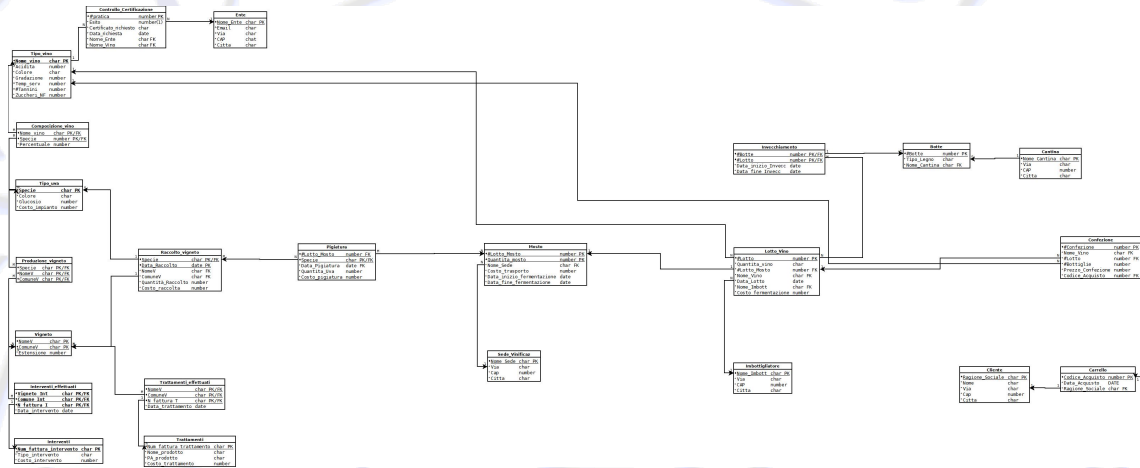 Controllo_Certificazione
*#pratica number PK
*Esito number(1)
*Certificato_richiesto char
*Data_richiesta date
*Nome_Ente char FK
*Nome_Vino char FK
Ente
*Nome_Ente char PK
*Email char
*Via char
*CAP chat
*Citta char
Tipo_vino
*Nome_vino char PK
*Acidito number
*Colore char
*Gradazione number
*Temp_serv number
*#Tannini number
*Zuccheri_NF number
Composizione_vino
*Nome_vino char PK/FK
*Specie number PK/FK
*Percentuale number
Invecchiamento
*#Botte number PK/FK
*#Lotto number PK/FK
*Data_inizio_Invecc date
*Data_fine_Invecc date
Botte
*#Botte number PK
*Tipo_Legno char
*Nome_Cantina char FK
Cantina
*Nome_Cantina char PK
*Via char
*CAP number
*Citta char
Tipo_uva
*Specie char PK
*Colore char
*Glucosio number
*Costo_impianto number
Produzione_vigneto
*Specie char PK/FK
*NomeV char PK/FK
*ComuneV char PK/FK
Raccolto_vigneto
*Specie char PK/FK
*Data_Raccolto date PK
*NomeV char FK
*ComuneV char FK
*Quantità_Raccolto number
*Costo_raccolta number
Pigiatura
*#Lotto_Mosto number FK
*Specie char PK/FK
*Data_Pigiatura date PK
*Quantita_Uva number
*Costo_pigiatura number
Mosto
*#Lotto_Mosto number PK
*Quantita_mosto number
*Nome_Sede char FK
*Costo_trasporto number
*Data_inizio_fermentazione date
*Data_fine_fermentazione date
Lotto_Vino
*#Lotto number PK
*Quantita_vino char
*#Lotto_Mosto number FK
*Nome_Vino char FK
*Data_Lotto date
*Nome_Imbott char FK
*Costo_fermentazione number
Confezione
*#Confezione number PK
*Nome_Vino char FK
*#Lotto number FK
*#Bottiglie number
*Prezzo_Confezione number
*Codice_Acquisto number FK
Vigneto
*NomeV char PK
*ComuneV char PK
*Estensione number
Sede_Vinificaz
*Nome_Sede char PK
*Via char
*Cap number
*Citta char
Imbottigliatore
*Nome_Imbott char PK
*Via char
*CAP number
*Citta char
Cliente
*Ragione_Sociale char PK
*Nome char
*Via char
*CAP char
*Citta char
Carrello
*Codice_Acquisto number PK
*Data_Acquisto DATE
*Ragione_Sociale char FK
Interventi_effettuati
*Vigneto_Int char PK/FK
*Comune_Int char PK/FK
*N_fattura_I char PK/FK
*Data_intervento date
Trattamenti_effettuati
*NomeV char PK/FK
*ComuneV char PK/FK
*N_fattura_T char PK/FK
*Data_trattamento date
Interventi
*Num_fattura_intervento char PK
*Tipo_intervento char
*Costo_intervento number
Trattamenti
*Num_fattura_trattamento char PK
*Nome_prodotto char
*PA_prodotto char
*Costo_trattamento number